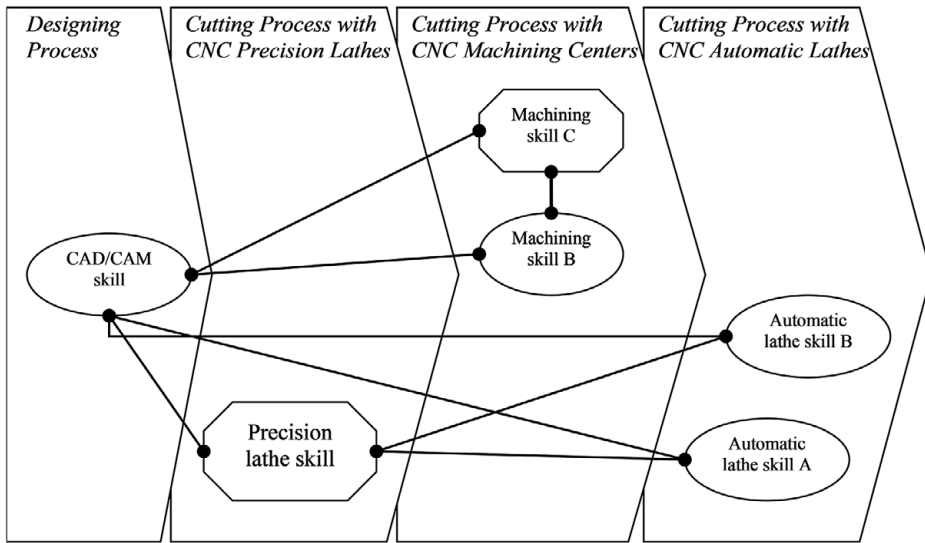 Designing
Process
Cutting Process with
CNC Precision Lathes
Cutting Process with
CNC Machining Centers
Cutting Process with
CNC Automatic Lathes
Machining
skill C
CAD/CAM
skill
Machining
skill B
Automatic
lathe skill B
Precision
lathe skill
Automatic
lathe skill A